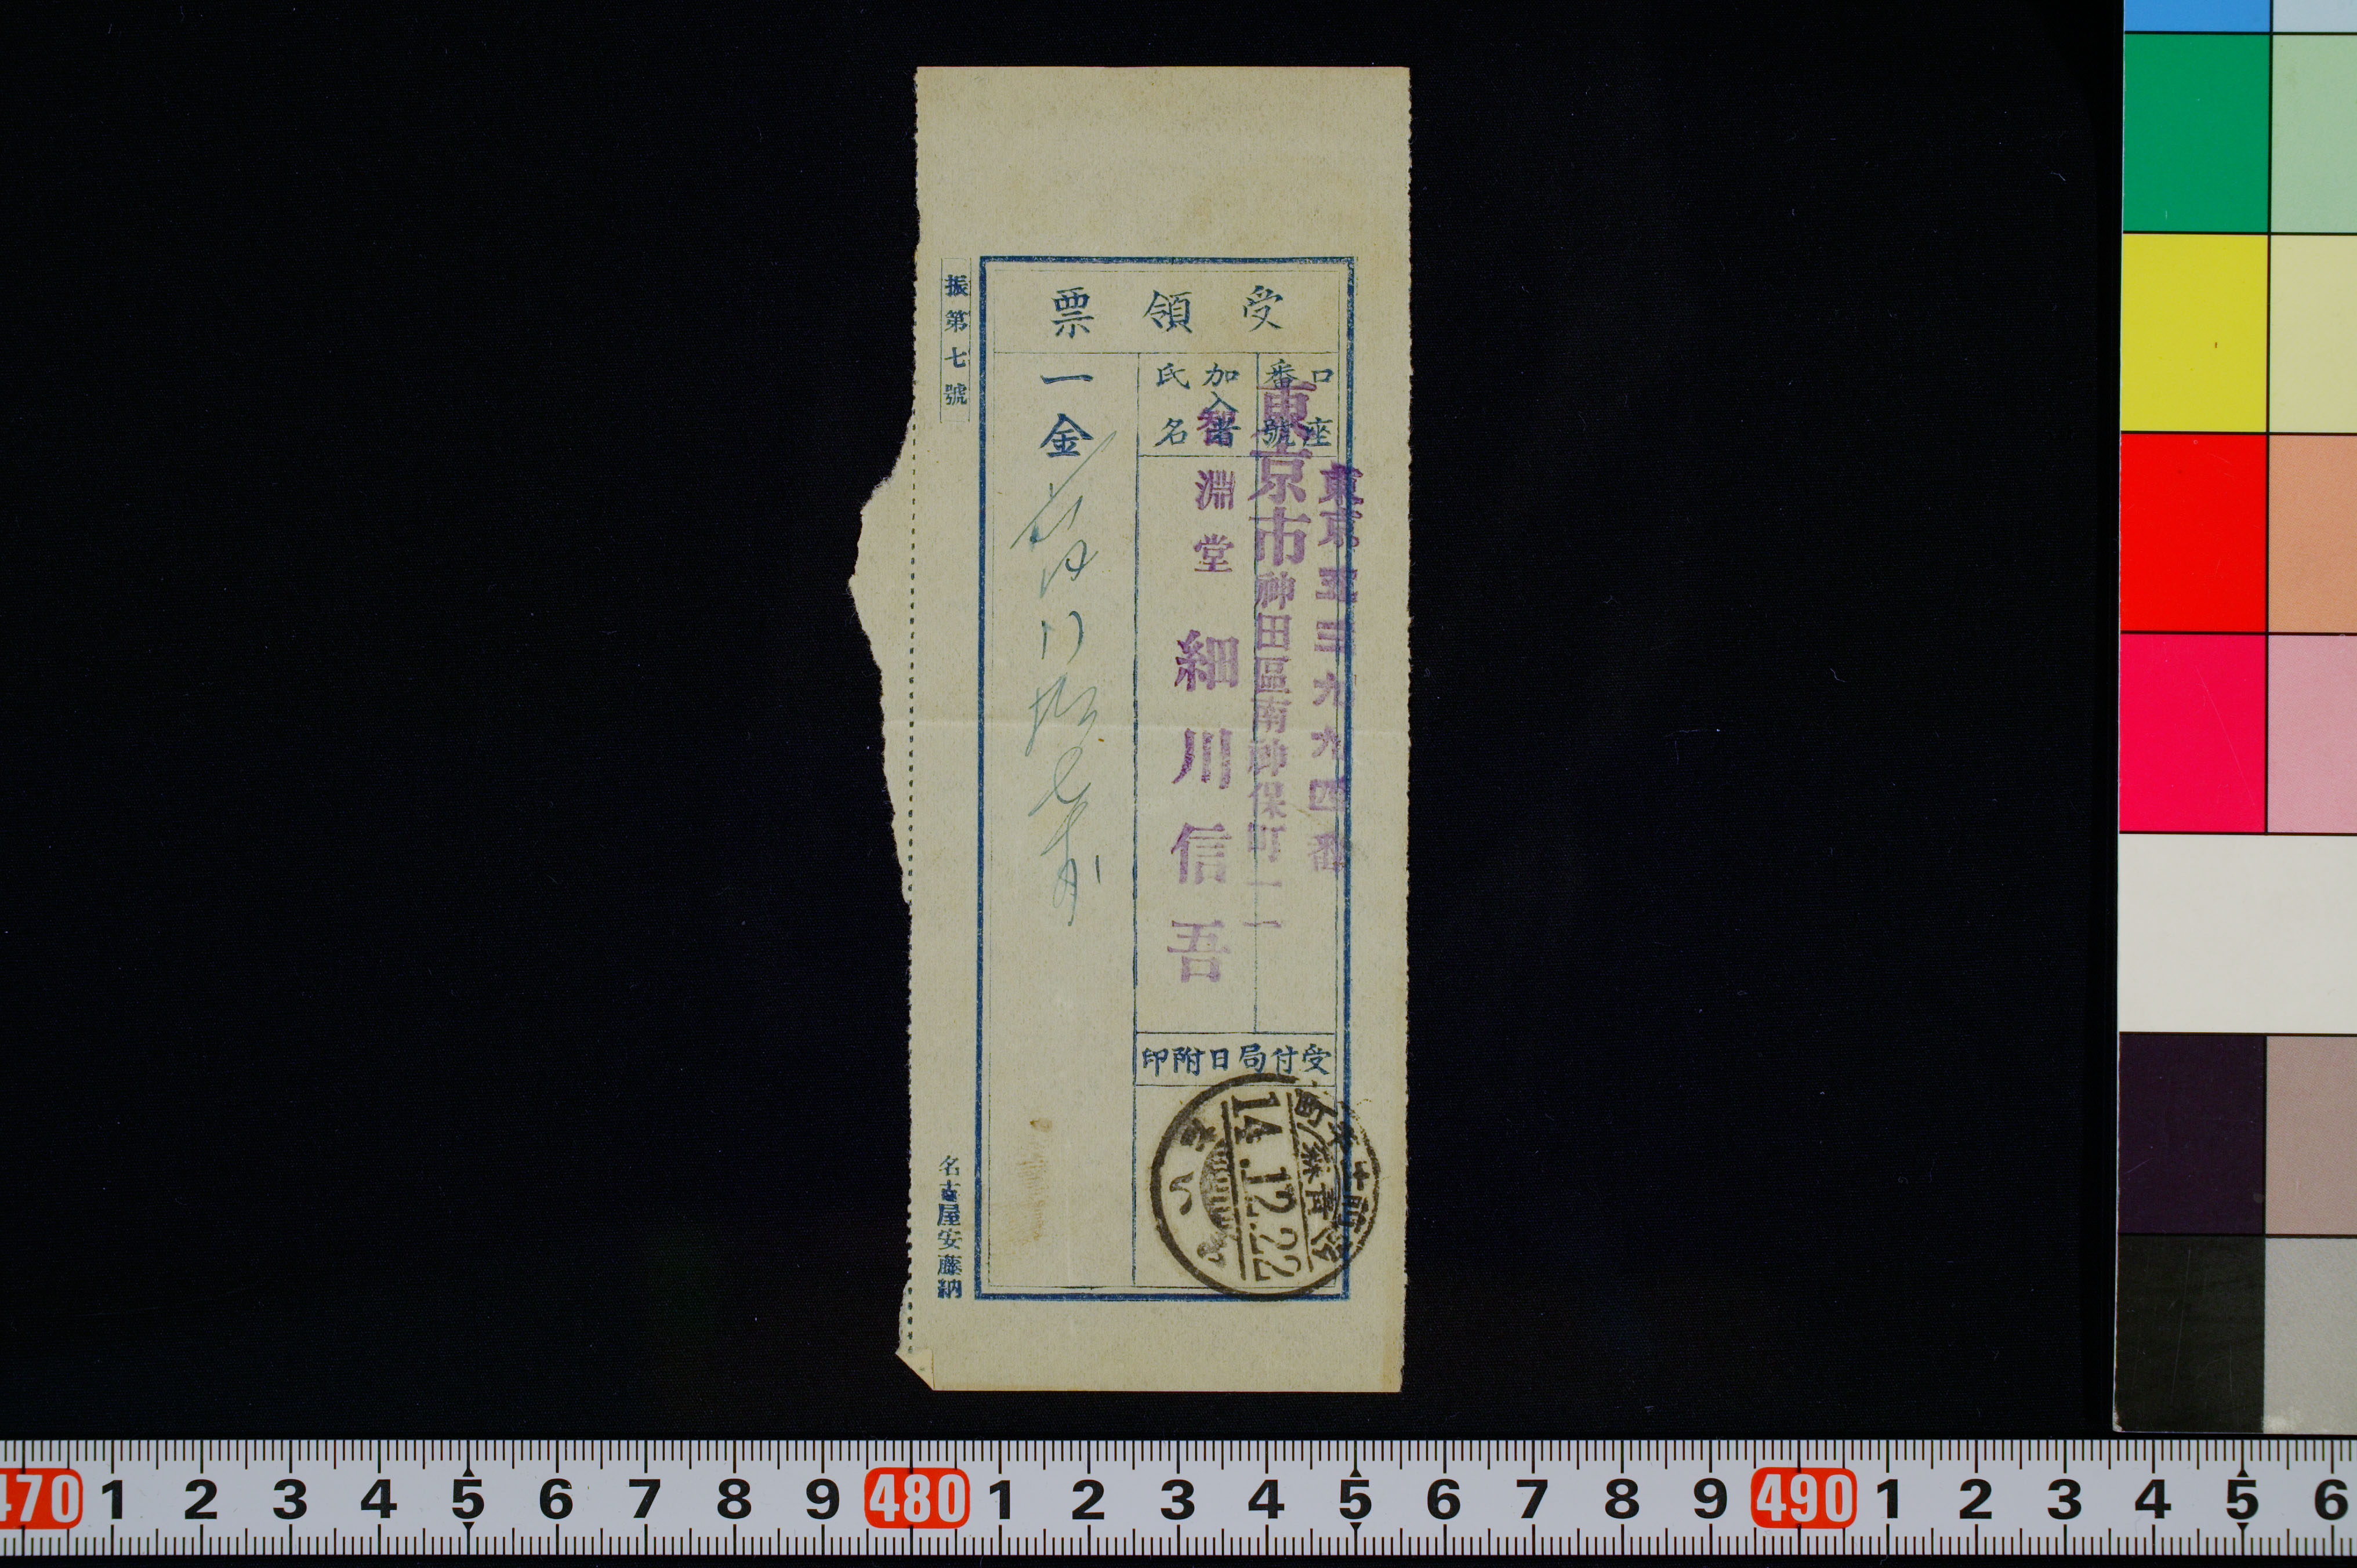 受領票
口座番號
東京五三九九四番
東京市神田區南神保町一一
加入者氏名
智淵堂 細川信吾
一金
受付局日附印
14.12.22
振第七號
名古屋安藤納
470 1 2 3 4 5 6 7 8 9 480 1 2 3 4 5 6 7 8 9 490 1 2 3 4 5 6